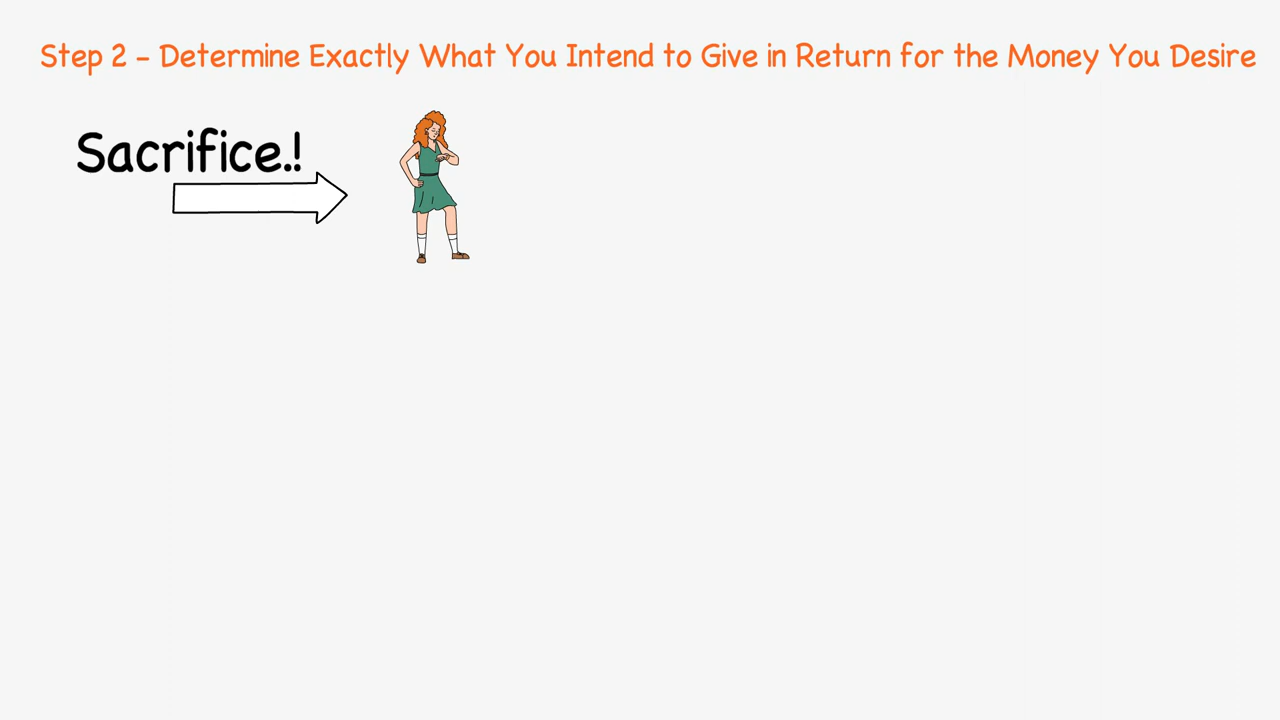 Step 2 – Determine Exactly What You Intend to Give in Return for the Money You Desire
Sacrifice.!